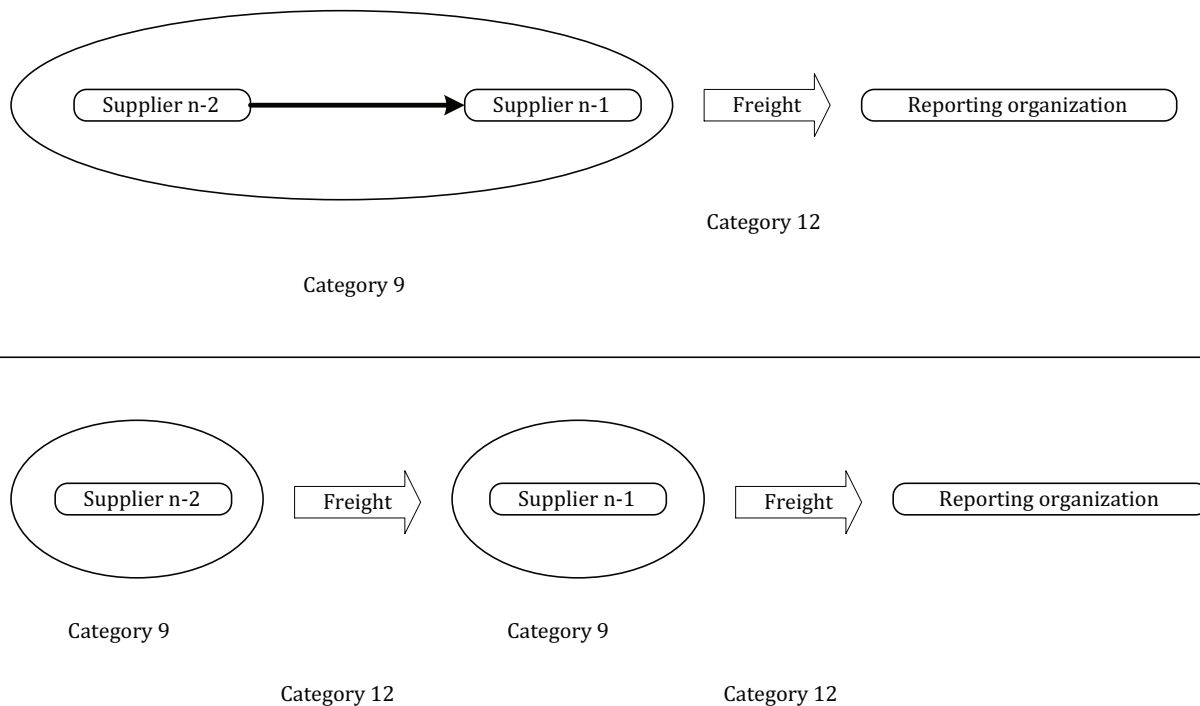 Supplier n-2
Supplier n-1
Freight
Reporting organization
Category 12
Category 9
Supplier n-2
Freight
Supplier n-1
Freight
Reporting organization
Category 9
Category 9
Category 12
Category 12